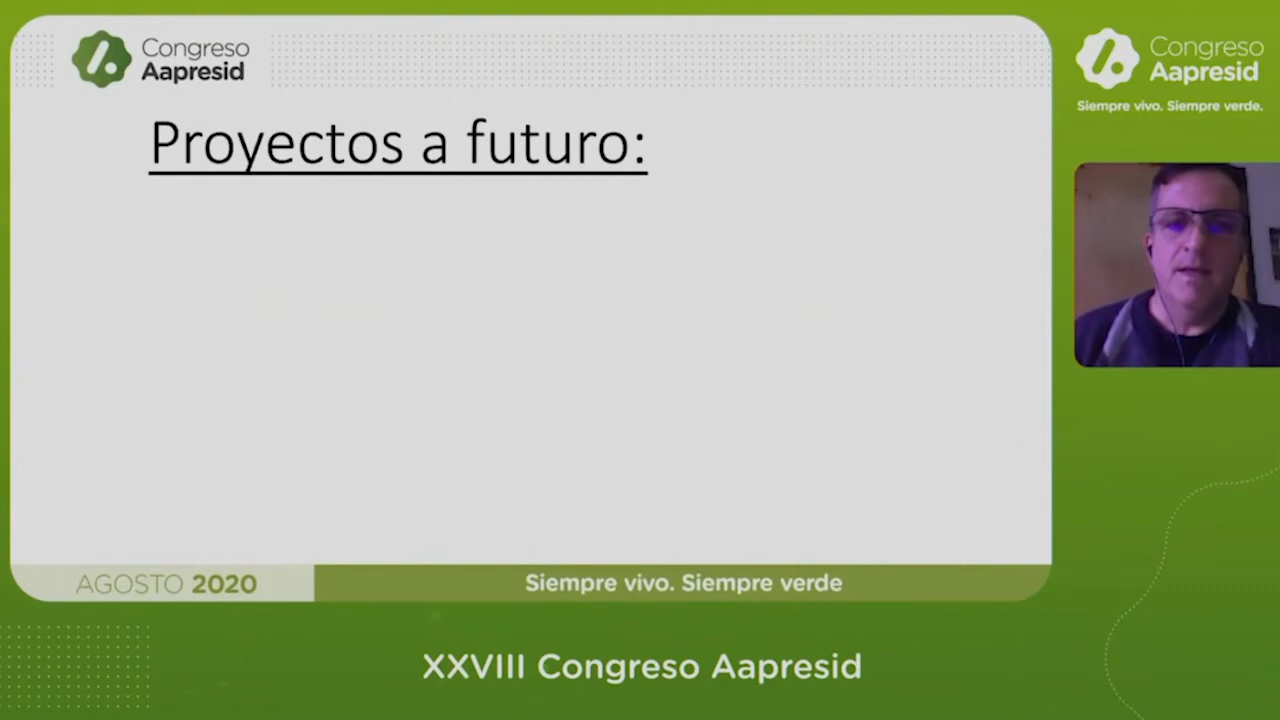 Congreso
Aapresid
Proyectos a futuro:
AGOSTO 2020
Siempre vivo. Siempre verde
Congreso
Aapresid
Siempre vivo. Siempre verde.
XXVIII Congreso Aapresid